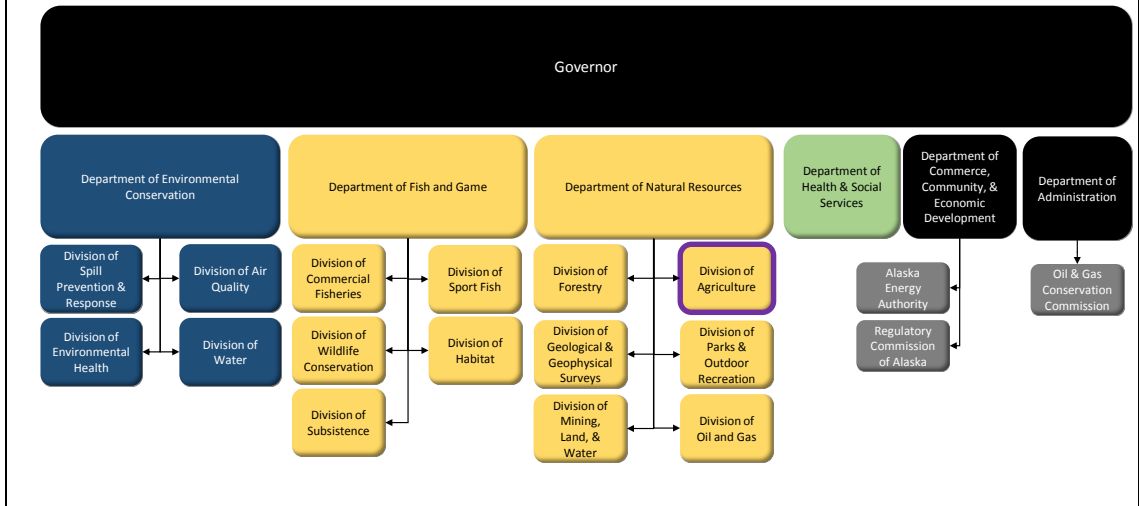 Governor
Department of Environmental
Conservation
Department of Fish and Game
Department of Natural Resources
Department of
Health & Social
Services
Department of
Commerce,
Community, &
Economic
Development
Department of
Administration
Division of
Spill
Prevention &
Response
Division of Air
Quality
Division of
Commercial
Fisheries
Division of
Sport Fish
Division of
Forestry
Division of
Agriculture
Alaska
Energy
Authority
Oil & Gas
Conservation
Commission
Division of
Environmental
Health
Division of
Water
Division of
Wildlife
Conservation
Division of
Habitat
Division of
Geological &
Geophysical
Surveys
Division of
Parks &
Outdoor
Recreation
Regulatory
Commission
of Alaska
Division of
Subsistence
Division of
Mining,
Land, &
Water
Division of
Oil and Gas